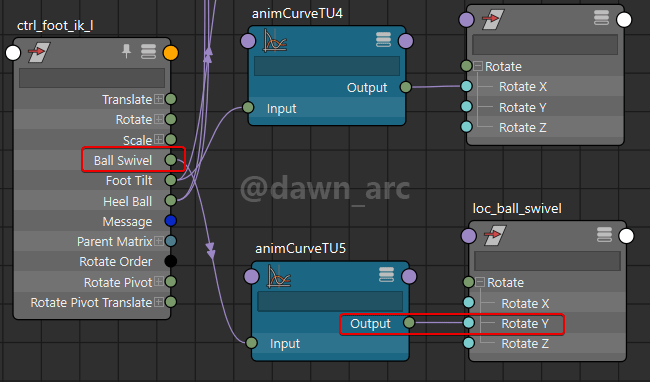 ctrl_foot_ik_l
Translate
Rotate
Scale
Ball Swivel
Foot Tilt
Heel Ball
Message
Parent Matrix
Rotate Order
Rotate Pivot
Rotate Pivot Translate
animCurveTU4
Output
Input
Rotate
Rotate X
Rotate Y
Rotate Z
@dawn_arc
animCurveTU5
Output
Input
loc_ball_swivel
Rotate
Rotate X
Rotate Y
Rotate Z